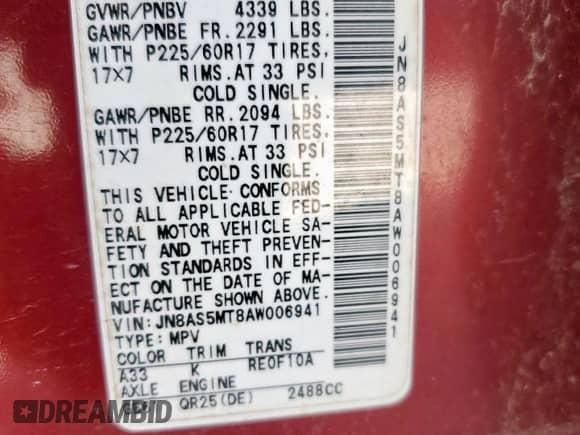 GVWR/PNBV 4339 LBS.
GAWR/PNBE FR.2291 LBS.
WITH P225/60R17 TIRES.
17×7 RIMS.AT 33 PSI
COLD SINGLE.
GAWR/PNBE RR.2094 LBS.
WITH P225/60R17 TIRES.
17×7 RIMS.AT 33 PSI
COLD SINGLE.
THIS VEHICLE CONFORMS
TO ALL APPLICABLE FED-
ERAL MOTOR VEHICLE SA-
FETY AND THEFT PREVEN-
TION STANDARDS IN EFF-
ECT ON THE DATE OF MA-
NUFACTURE SHOWN ABOVE.
VIN:JN8AS5MT8AW006941
TYPE:MPV
COLOR TRIM TRANS
A33 K RE0F10A
AXLE ENGINE
QR25(DE) 2488CC
JN8AS5MT8AW006941
DREAMBID